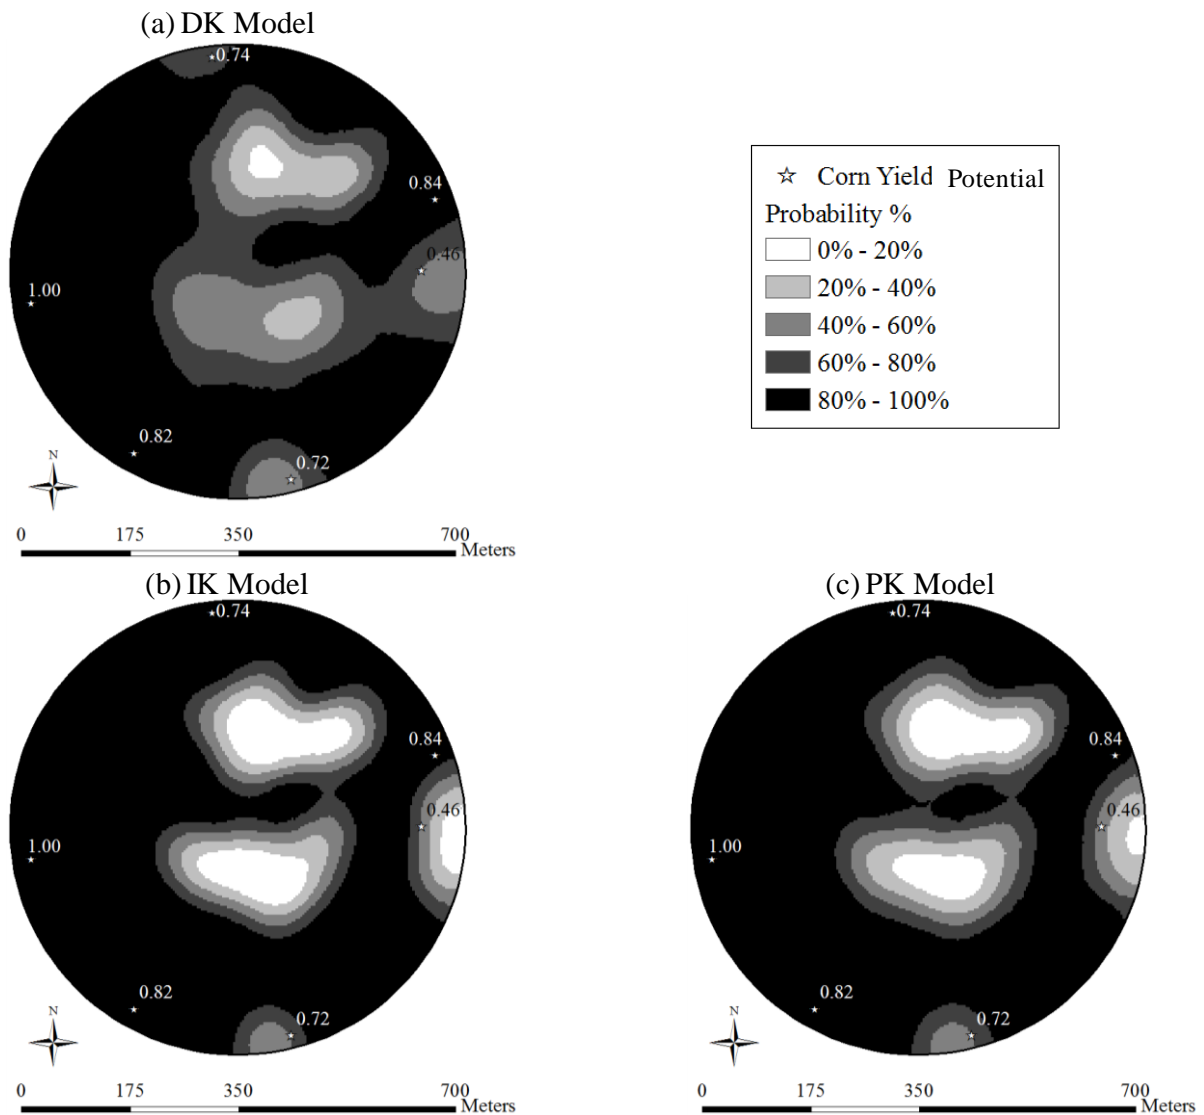 (a) DK Model
0.74
0.84
0.46
1.00
0.82
0.72
N
0 175 350 700
Meters
☆ Corn Yield Potential
Probability %
0% - 20%
20% - 40%
40% - 60%
60% - 80%
80% - 100%
(b) IK Model
0.74
0.84
0.46
1.00
0.82
0.72
N
0 175 350 700
Meters
(c) PK Model
0.74
0.84
0.46
1.00
0.82
0.72
N
0 175 350 700
Meters